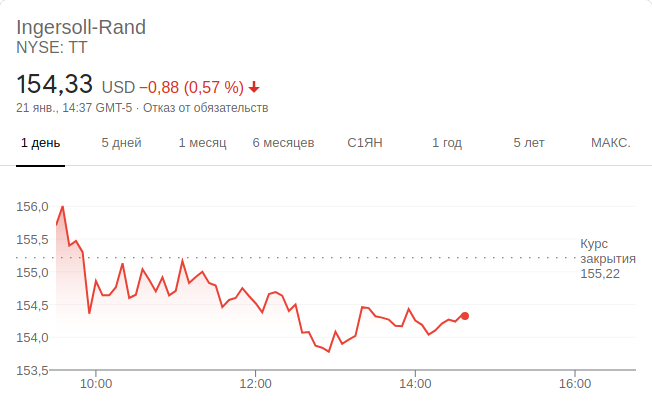 Ingersoll-Rand
NYSE: TT
154,33 USD −0,88 (0,57 %)
21 янв., 14:37 GMT-5 · Отказ от обязательств
1 день 5 дней 1 месяц 6 месяцев С1ЯН 1 год 5 лет МАКС.
156,0
155,5
155,0
154,5
154,0
153,5
Курс
закрытия
155,22
10:00 12:00 14:00 16:00